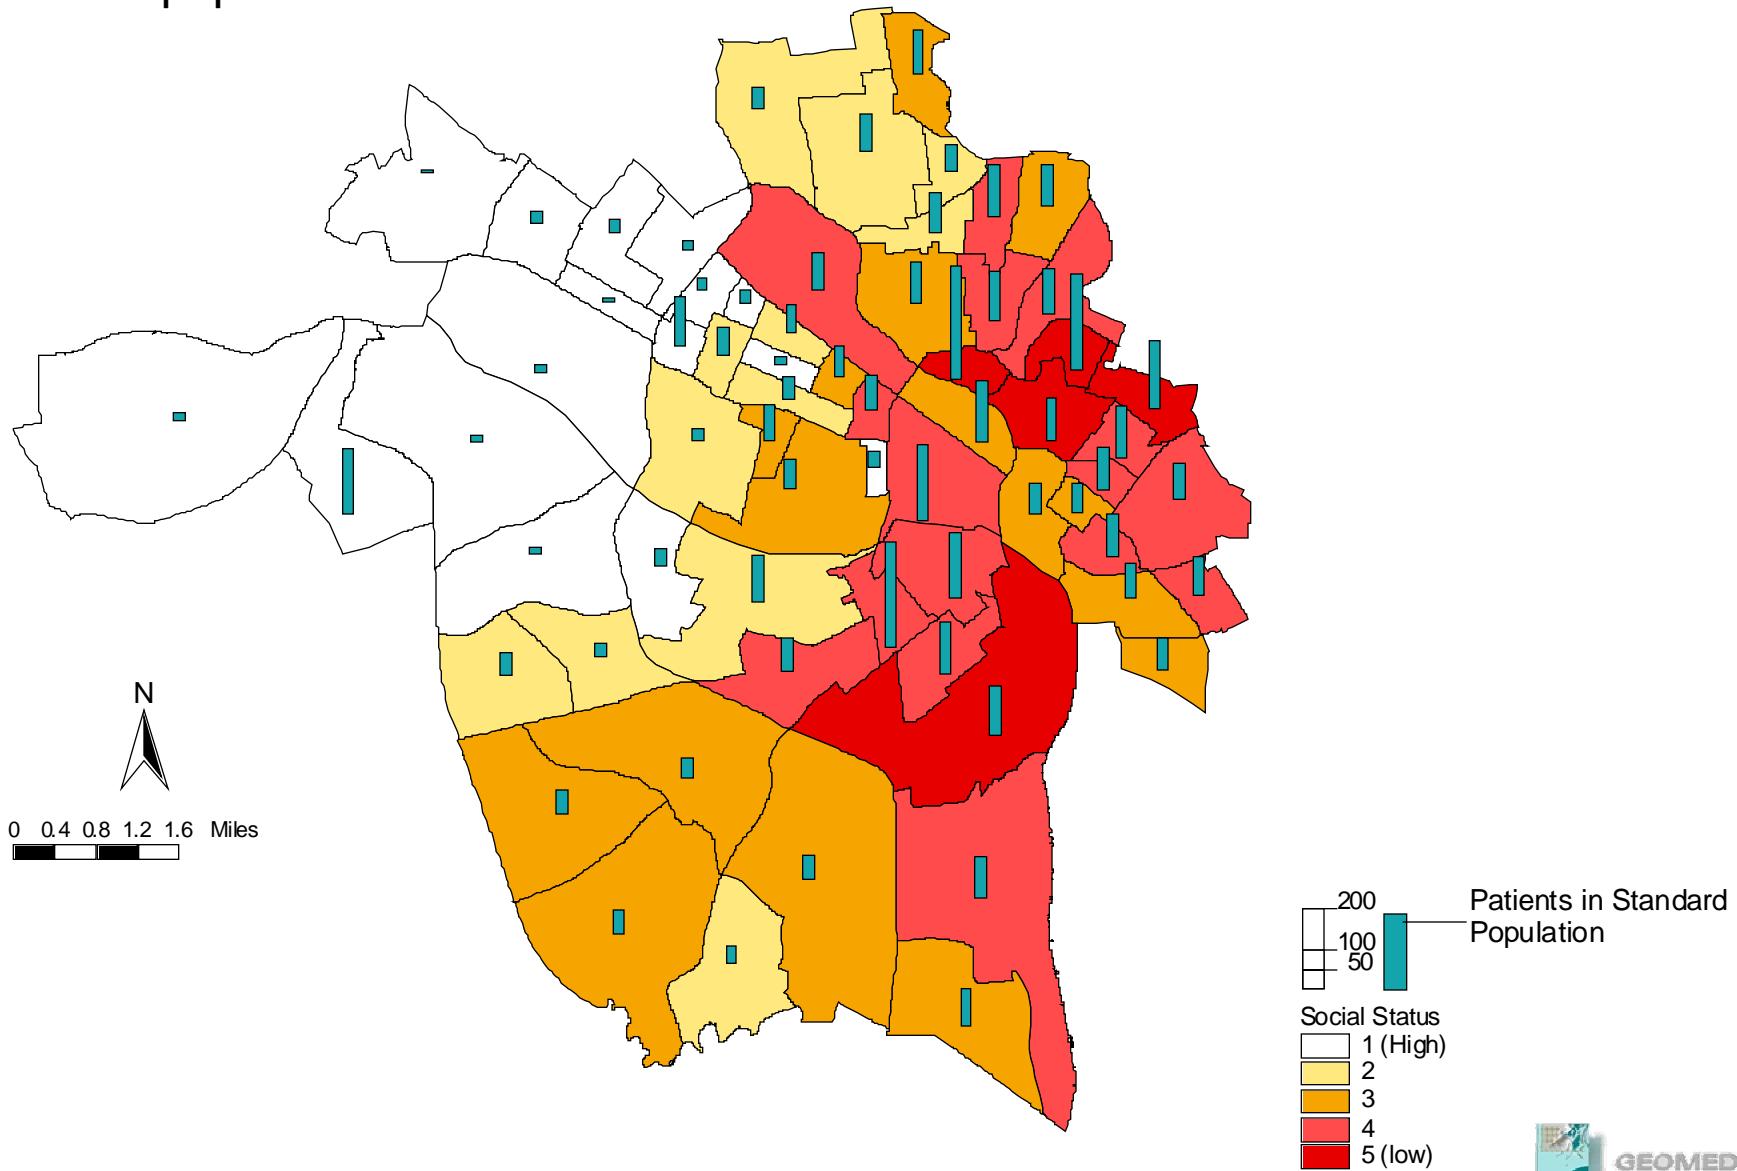 N
0 0.4 0.8 1.2 1.6 Miles
200
100
50
Patients in Standard
Population
Social Status
1 (High)
2
3
4
5 (low)
GEOMED